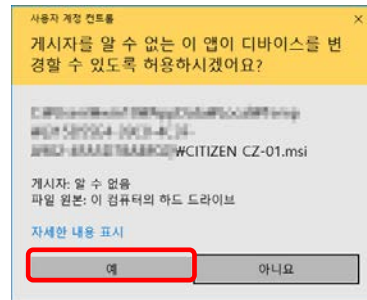 사용자 계정 컨트롤
게시자를 알 수 없는 이 앱이 디바이스를 변
경할 수 있도록 허용하시겠어요?
#CITIZEN CZ-01.msi
게시자: 알 수 없음
파일 원본: 이 컴퓨터의 하드 드라이브
자세한 내용 표시
예
아니요